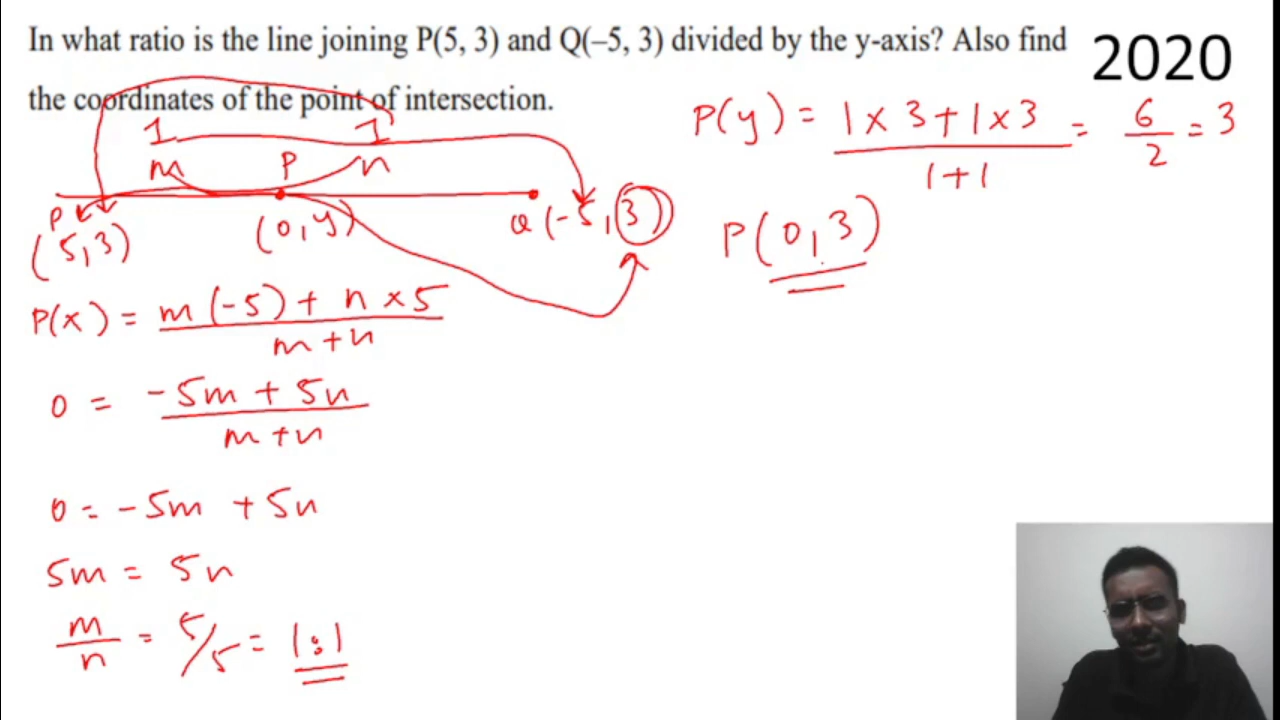 In what ratio is the line joining P(5, 3) and Q(–5, 3) divided by the y-axis? Also find
the coordinates of the point of intersection.
2020
1 1
m P n
P Q
(5,3) (0,y) (-5,3)
P(x) = m(-5) + n×5
m+n
0 = -5m + 5n
m+n
0 = -5m + 5n
5m = 5n
m/n = 5/5 = 1:1
P(y) = 1×3+1×3 = 6 = 3
1+1 2
P(0,3)